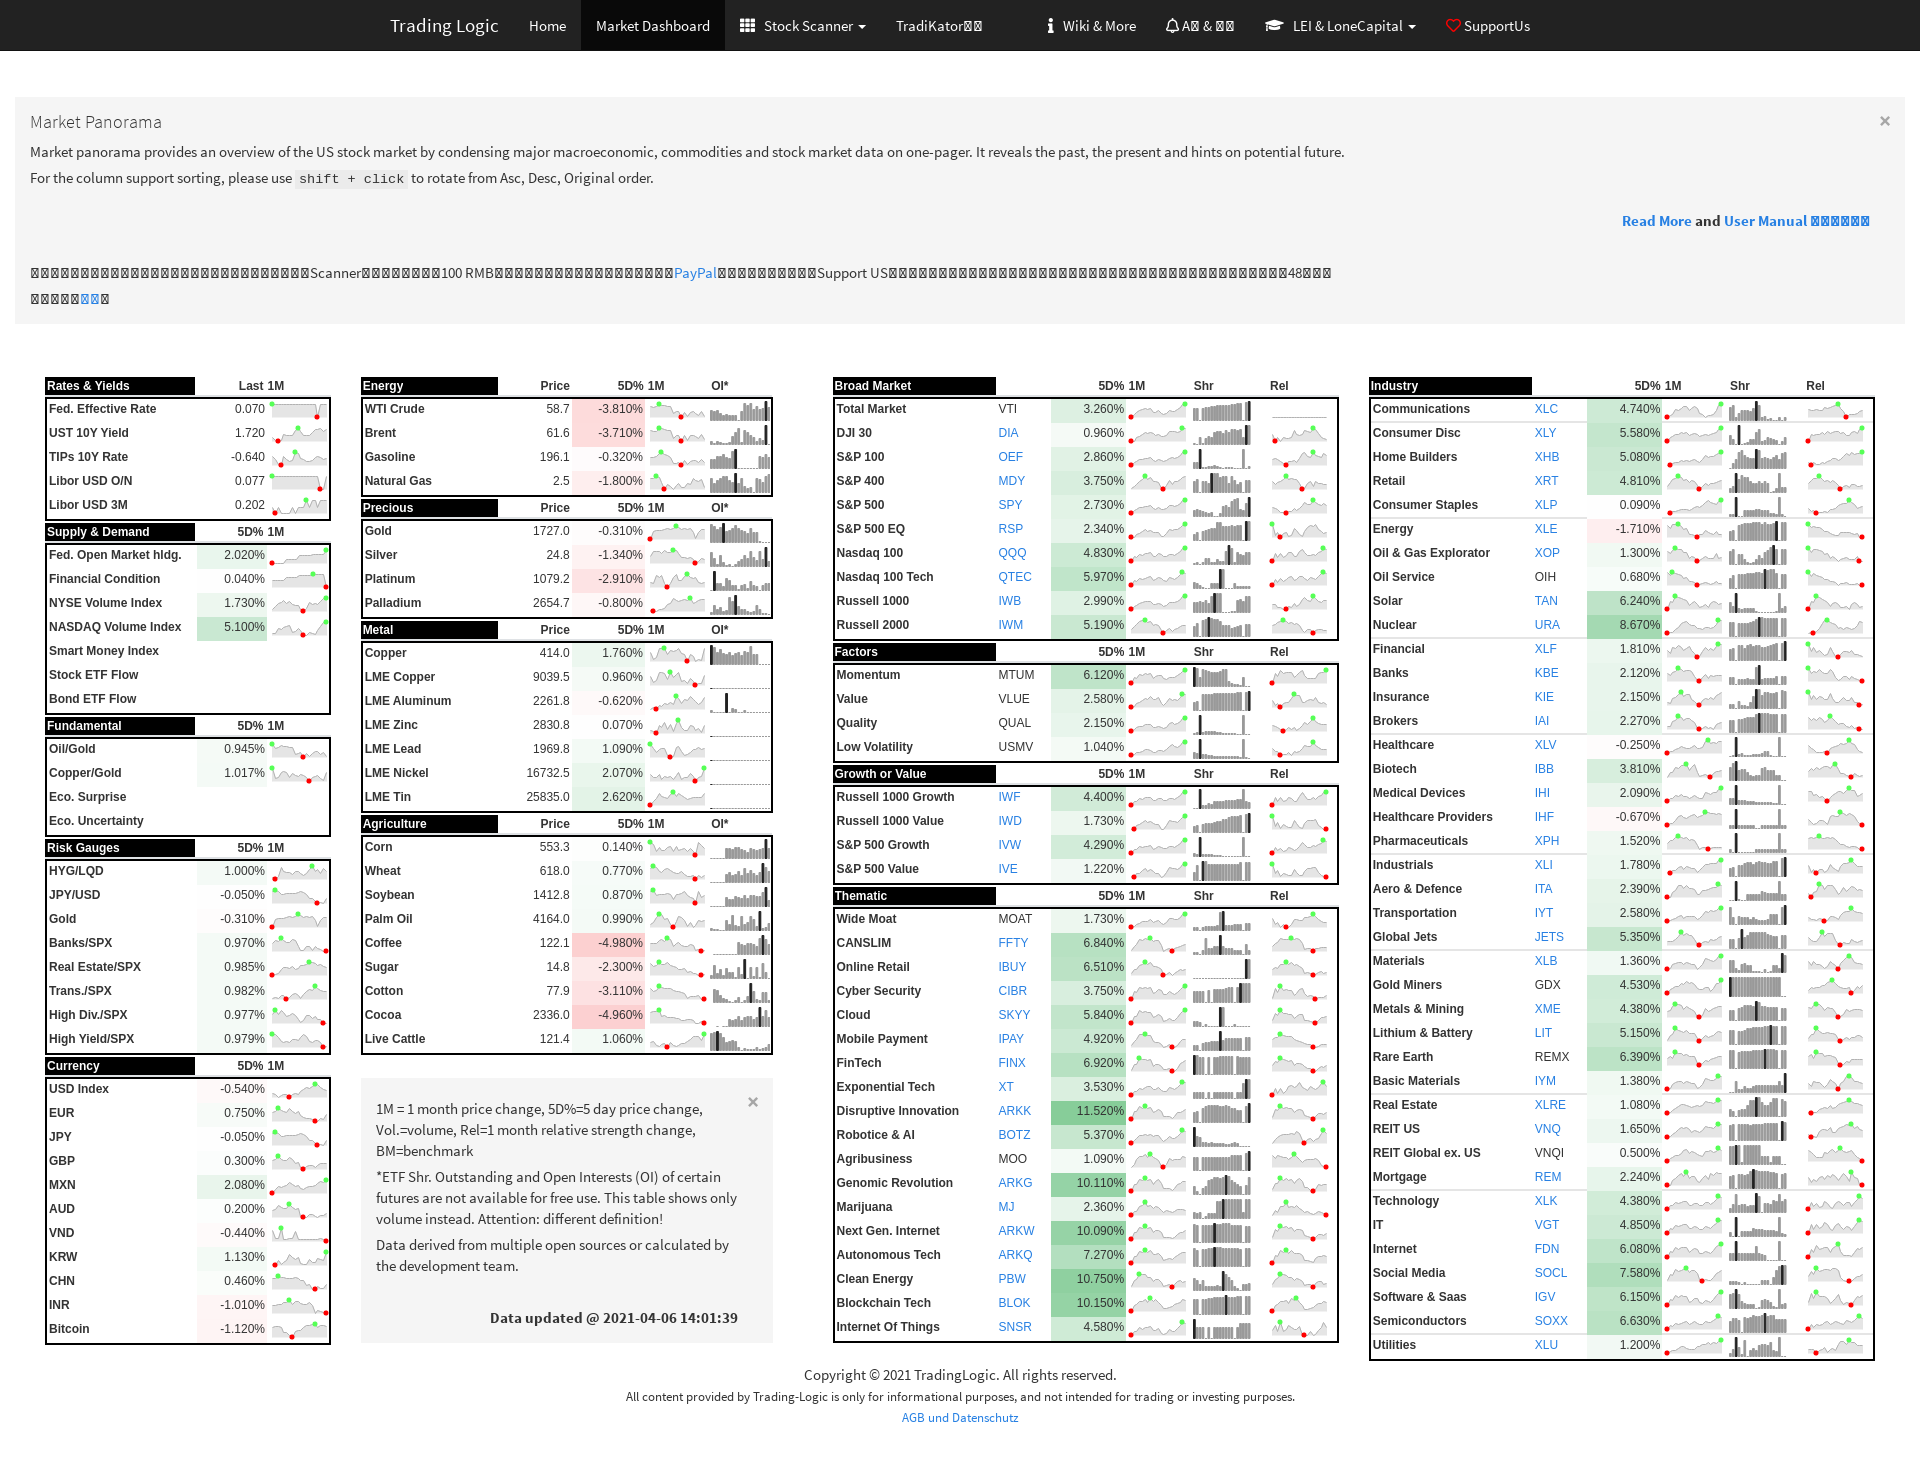 Trading Logic Home Market Dashboard Stock Scanner TradiKator Wiki & More A & LEI & LoneCapital SupportUs
Market Panorama ×
Market panorama provides an overview of the US stock market by condensing major macroeconomic, commodities and stock market data on one-pager. It reveals the past, the present and hints on potential future.
For the column support sorting, please use shift + click to rotate from Asc, Desc, Original order.
Read More and User Manual
Scanner 100 RMB PayPal Support US 48
Rates & Yields Last 1M
Fed. Effective Rate 0.070
UST 10Y Yield 1.720
TIPs 10Y Rate -0.640
Libor USD O/N 0.077
Libor USD 3M 0.202
Supply & Demand 5D% 1M
Fed. Open Market hldg. 2.020%
Financial Condition 0.040%
NYSE Volume Index 1.730%
NASDAQ Volume Index 5.100%
Smart Money Index
Stock ETF Flow
Bond ETF Flow
Fundamental 5D% 1M
Oil/Gold 0.945%
Copper/Gold 1.017%
Eco. Surprise
Eco. Uncertainty
Risk Gauges 5D% 1M
HYG/LQD 1.000%
JPY/USD -0.050%
Gold -0.310%
Banks/SPX 0.970%
Real Estate/SPX 0.985%
Trans./SPX 0.982%
High Div./SPX 0.977%
High Yield/SPX 0.979%
Currency 5D% 1M
USD Index -0.540%
EUR 0.750%
JPY -0.050%
GBP 0.300%
MXN 2.080%
AUD 0.200%
VND -0.440%
KRW 1.130%
CHN 0.460%
INR -1.010%
Bitcoin -1.120%
Energy Price 5D% 1M OI*
WTI Crude 58.7 -3.810%
Brent 61.6 -3.710%
Gasoline 196.1 -0.320%
Natural Gas 2.5 -1.800%
Precious Price 5D% 1M OI*
Gold 1727.0 -0.310%
Silver 24.8 -1.340%
Platinum 1079.2 -2.910%
Palladium 2654.7 -0.800%
Metal Price 5D% 1M OI*
Copper 414.0 1.760%
LME Copper 9039.5 0.960%
LME Aluminum 2261.8 -0.620%
LME Zinc 2830.8 0.070%
LME Lead 1969.8 1.090%
LME Nickel 16732.5 2.070%
LME Tin 25835.0 2.620%
Agriculture Price 5D% 1M OI*
Corn 553.3 0.140%
Wheat 618.0 0.770%
Soybean 1412.8 0.870%
Palm Oil 4164.0 0.990%
Coffee 122.1 -4.980%
Sugar 14.8 -2.300%
Cotton 77.9 -3.110%
Cocoa 2336.0 -4.960%
Live Cattle 121.4 1.060%
×
1M = 1 month price change, 5D%=5 day price change,
Vol.=volume, Rel=1 month relative strength change,
BM=benchmark
*ETF Shr. Outstanding and Open Interests (OI) of certain
futures are not available for free use. This table shows only
volume instead. Attention: different definition!
Data derived from multiple open sources or calculated by
the development team.
Data updated @ 2021-04-06 14:01:39
Broad Market 5D% 1M Shr Rel
Total Market VTI 3.260%
DJI 30 DIA 0.960%
S&P 100 OEF 2.860%
S&P 400 MDY 3.750%
S&P 500 SPY 2.730%
S&P 500 EQ RSP 2.340%
Nasdaq 100 QQQ 4.830%
Nasdaq 100 Tech QTEC 5.970%
Russell 1000 IWB 2.990%
Russell 2000 IWM 5.190%
Factors 5D% 1M Shr Rel
Momentum MTUM 6.120%
Value VLUE 2.580%
Quality QUAL 2.150%
Low Volatility USMV 1.040%
Growth or Value 5D% 1M Shr Rel
Russell 1000 Growth IWF 4.400%
Russell 1000 Value IWD 1.730%
S&P 500 Growth IVW 4.290%
S&P 500 Value IVE 1.220%
Thematic 5D% 1M Shr Rel
Wide Moat MOAT 1.730%
CANSLIM FFTY 6.840%
Online Retail IBUY 6.510%
Cyber Security CIBR 3.750%
Cloud SKYY 5.840%
Mobile Payment IPAY 4.920%
FinTech FINX 6.920%
Exponential Tech XT 3.530%
Disruptive Innovation ARKK 11.520%
Robotice & AI BOTZ 5.370%
Agribusiness MOO 1.090%
Genomic Revolution ARKG 10.110%
Marijuana MJ 2.360%
Next Gen. Internet ARKW 10.090%
Autonomous Tech ARKQ 7.270%
Clean Energy PBW 10.750%
Blockchain Tech BLOK 10.150%
Internet Of Things SNSR 4.580%
Industry 5D% 1M Shr Rel
Communications XLC 4.740%
Consumer Disc XLY 5.580%
Home Builders XHB 5.080%
Retail XRT 4.810%
Consumer Staples XLP 0.090%
Energy XLE -1.710%
Oil & Gas Explorator XOP 1.300%
Oil Service OIH 0.680%
Solar TAN 6.240%
Nuclear URA 8.670%
Financial XLF 1.810%
Banks KBE 2.120%
Insurance KIE 2.150%
Brokers IAI 2.270%
Healthcare XLV -0.250%
Biotech IBB 3.810%
Medical Devices IHI 2.090%
Healthcare Providers IHF -0.670%
Pharmaceuticals XPH 1.520%
Industrials XLI 1.780%
Aero & Defence ITA 2.390%
Transportation IYT 2.580%
Global Jets JETS 5.350%
Materials XLB 1.360%
Gold Miners GDX 4.530%
Metals & Mining XME 4.380%
Lithium & Battery LIT 5.150%
Rare Earth REMX 6.390%
Basic Materials IYM 1.380%
Real Estate XLRE 1.080%
REIT US VNQ 1.650%
REIT Global ex. US VNQI 0.500%
Mortgage REM 2.240%
Technology XLK 4.380%
IT VGT 4.850%
Internet FDN 6.080%
Social Media SOCL 7.580%
Software & Saas IGV 6.150%
Semiconductors SOXX 6.630%
Utilities XLU 1.200%
Copyright © 2021 TradingLogic. All rights reserved.
All content provided by Trading-Logic is only for informational purposes, and not intended for trading or investing purposes.
AGB und Datenschutz